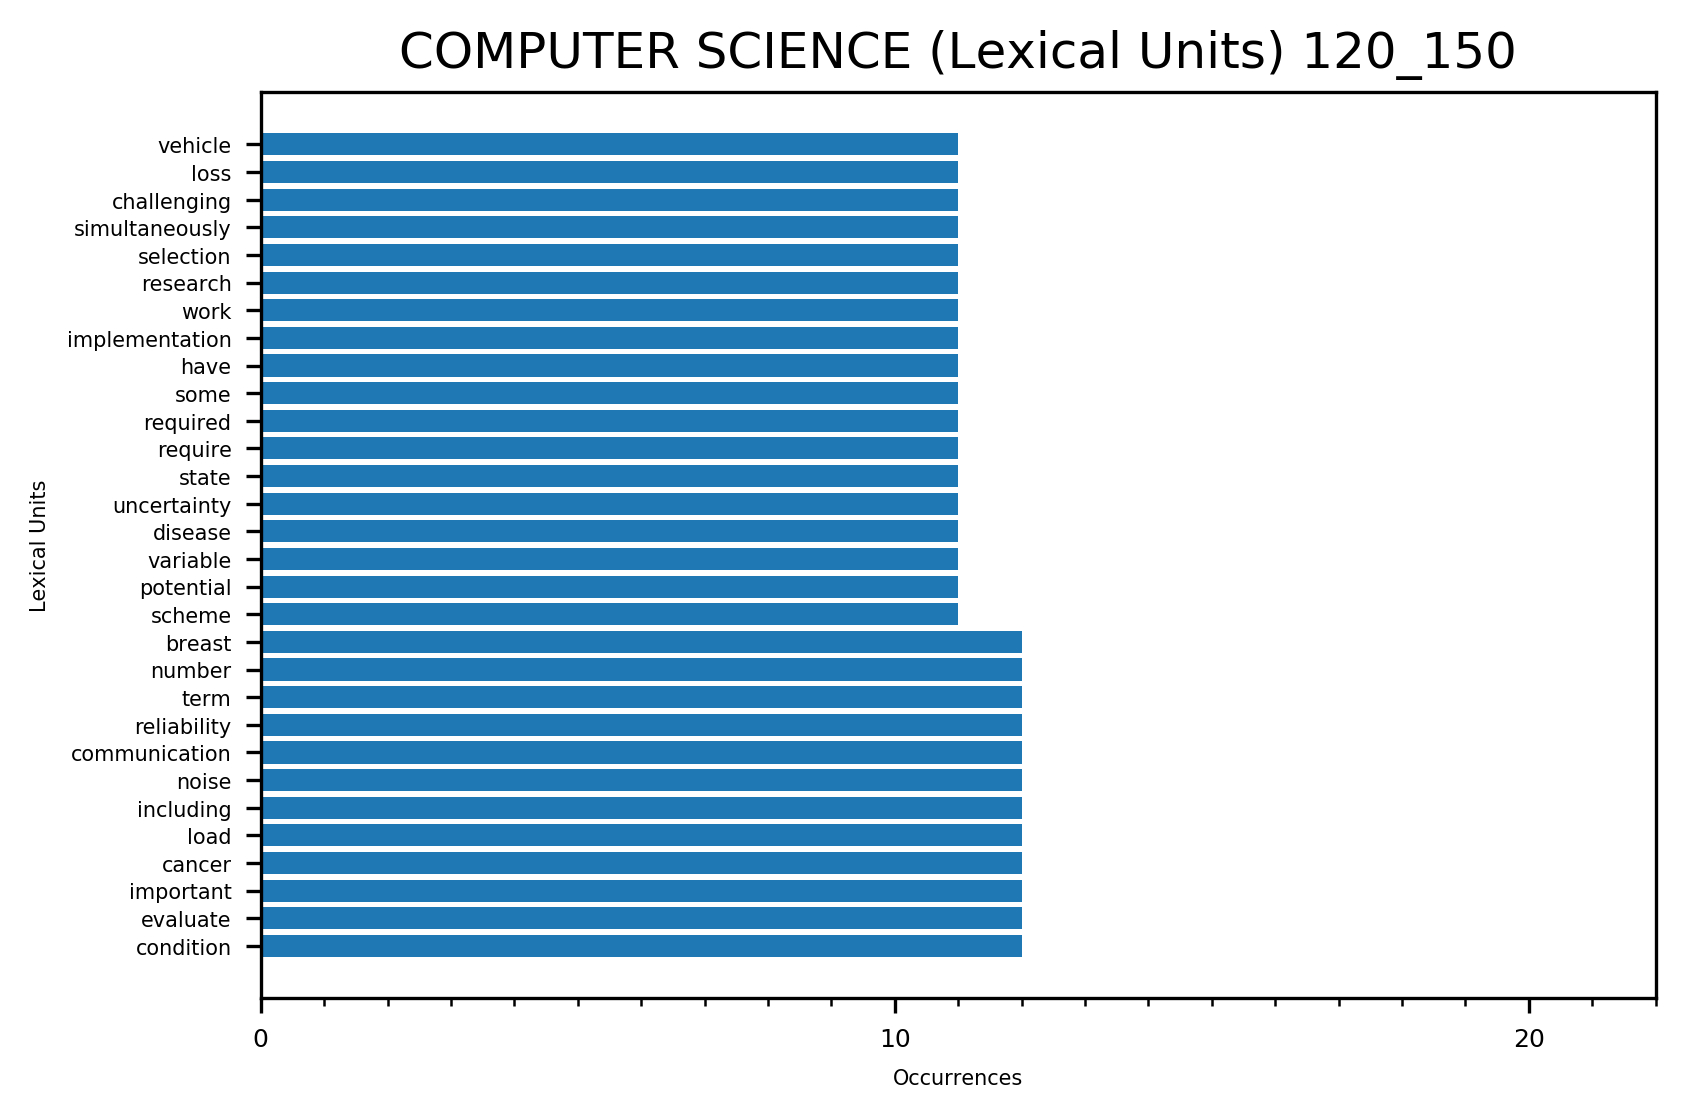 COMPUTER SCIENCE (Lexical Units) 120_150
vehicle
loss
challenging
simultaneously
selection
research
work
implementation
have
some
required
require
state
uncertainty
disease
variable
potential
scheme
breast
number
term
reliability
communication
noise
including
load
cancer
important
evaluate
condition
Lexical Units
0 10 20
Occurrences